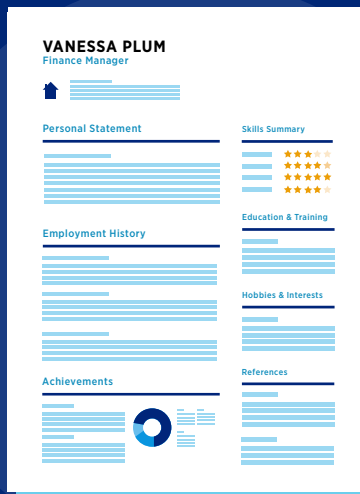 VANESSA PLUM
Finance Manager
Personal Statement
Employment History
Achievements
Skills Summary
Education & Training
Hobbies & Interests
References